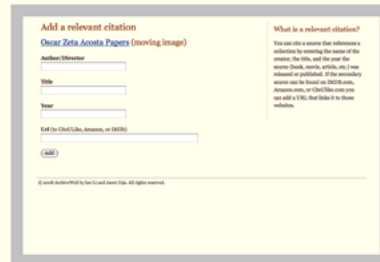 Add a relevant citation
Oscar Zeta Acosta Papers (moving image)
Author/Director
Title
Year
Url (to CiteULike, Amazon, or IMDb)
Add
What is a relevant citation?
You can cite a source that references a
collection by entering the name of the
creator, the title, and the year the
source (book, movie, article, etc.) was
released or published. If the secondary
source can be found on IMDB.com,
Amazon.com, or CiteUlike.com you
can add a URL that links it to those
websites.
© 2008 ArchiveWell by Ian Li and Janet Ceja. All rights reserved.